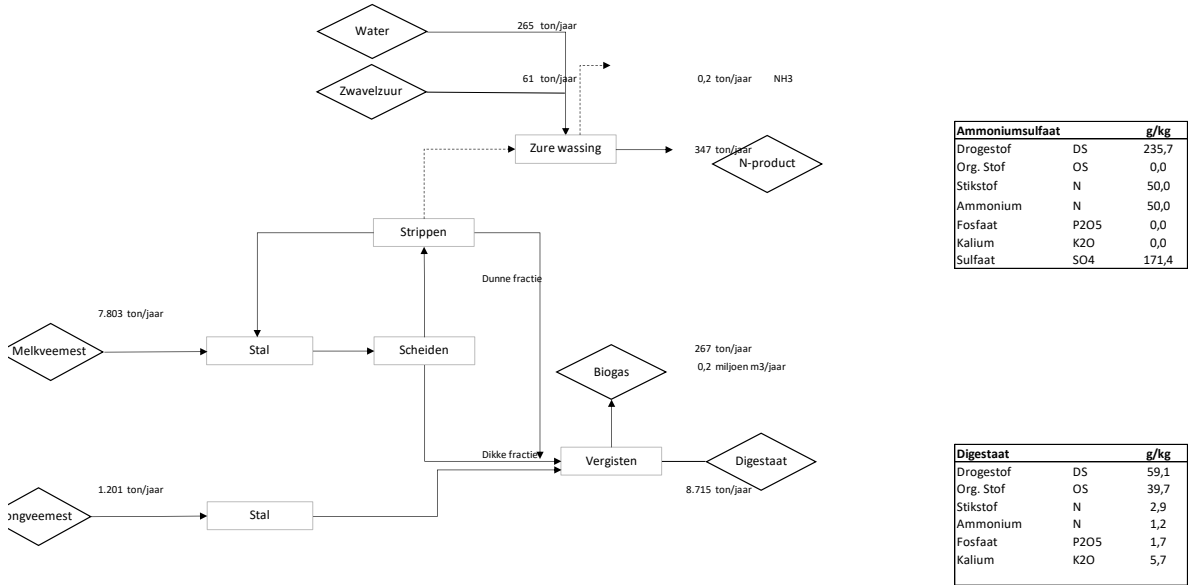 Water
265 ton/jaar
Zwavelzuur
61 ton/jaar
0,2 ton/jaar NH3
Zure wassing
347 ton/jaar
N-product
Strippen
Dunne fractie
7.803 ton/jaar
Melkveemest
Stal
Scheiden
267 ton/jaar
0,2 miljoen m3/jaar
Biogas
Dikke fractie
Vergisten
Digestaat
8.715 ton/jaar
1.201 ton/jaar
ongveemest
Stal
Ammoniumsulfaat g/kg
Drogestof DS 235,7
Org. Stof OS 0,0
Stikstof N 50,0
Ammonium N 50,0
Fosfaat P2O5 0,0
Kalium K2O 0,0
Sulfaat SO4 171,4
Digestaat g/kg
Drogestof DS 59,1
Org. Stof OS 39,7
Stikstof N 2,9
Ammonium N 1,2
Fosfaat P2O5 1,7
Kalium K2O 5,7